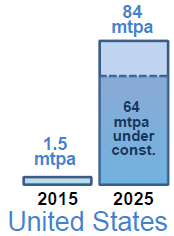 84
mtpa
1.5
mtpa
64
mtpa
under
const.
2015 2025
United States